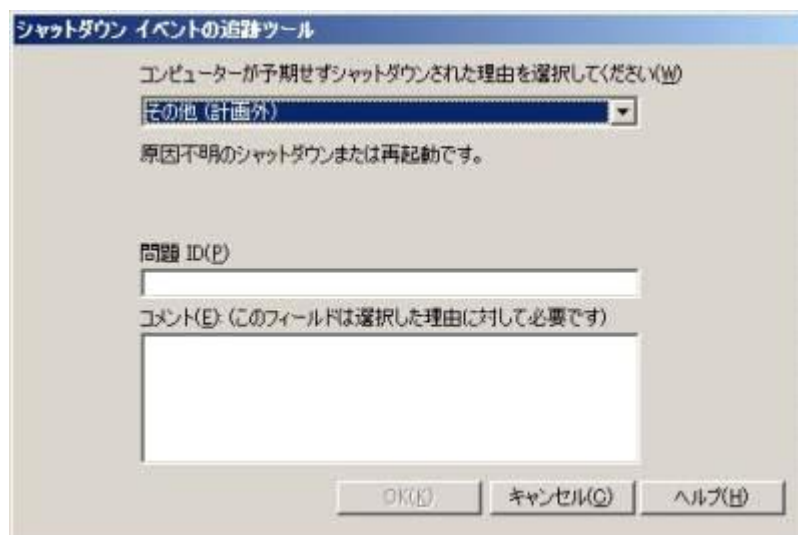 シャットダウン イベントの追跡ツール
コンピューターが予期せずシャットダウンされた理由を選択してください(W)
その他 (計画外)
原因不明のシャットダウンまたは再起動です。
問題 ID(P)
コメント(E): (このフィールドは選択した理由に対して必要です)
OK(K) キャンセル(C) ヘルプ(H)